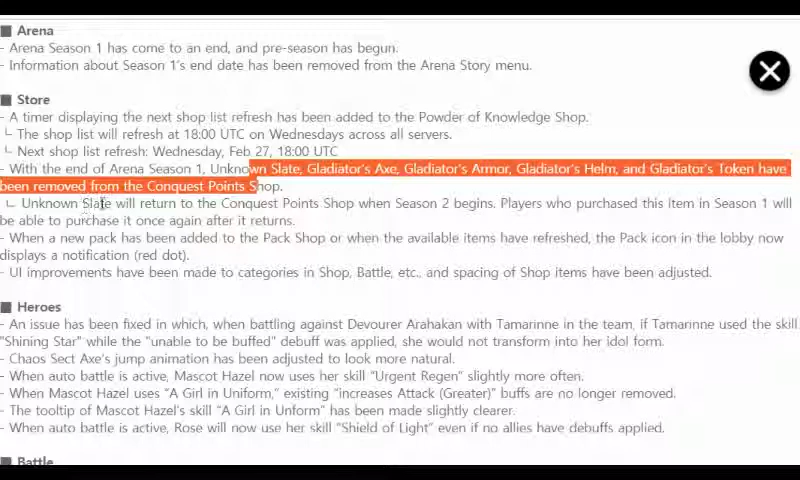 ■ Arena
- Arena Season 1 has come to an end, and pre-season has begun.
- Information about Season 1's end date has been removed from the Arena Story menu.
■ Store
- A timer displaying the next shop list refresh has been added to the Powder of Knowledge Shop.
└ The shop list will refresh at 18:00 UTC on Wednesdays across all servers.
└ Next shop list refresh: Wednesday, Feb 27, 18:00 UTC
- With the end of Arena Season 1, Unknown Slate, Gladiator's Axe, Gladiator's Armor, Gladiator's Helm, and Gladiator's Token have
been removed from the Conquest Points Shop.
└ Unknown Slate will return to the Conquest Points Shop when Season 2 begins. Players who purchased this item in Season 1 will
be able to purchase it once again after it returns.
- When a new pack has been added to the Pack Shop or when the available items have refreshed, the Pack icon in the lobby now
displays a notification (red dot).
- UI improvements have been made to categories in Shop, Battle, etc., and spacing of Shop items have been adjusted.
■ Heroes
- An issue has been fixed in which, when battling against Devourer Arahakan with Tamarinne in the team, if Tamarinne used the skill
"Shining Star" while the "unable to be buffed" debuff was applied, she would not transform into her idol form.
- Chaos Sect Axe's jump animation has been adjusted to look more natural.
- When auto battle is active, Mascot Hazel now uses her skill "Urgent Regen" slightly more often.
- When Mascot Hazel uses "A Girl in Uniform," existing "increases Attack (Greater)" buffs are no longer removed.
- The tooltip of Mascot Hazel's skill "A Girl in Unform" has been made slightly clearer.
- When auto battle is active, Rose will now use her skill "Shield of Light" even if no allies have debuffs applied.
■ Battle